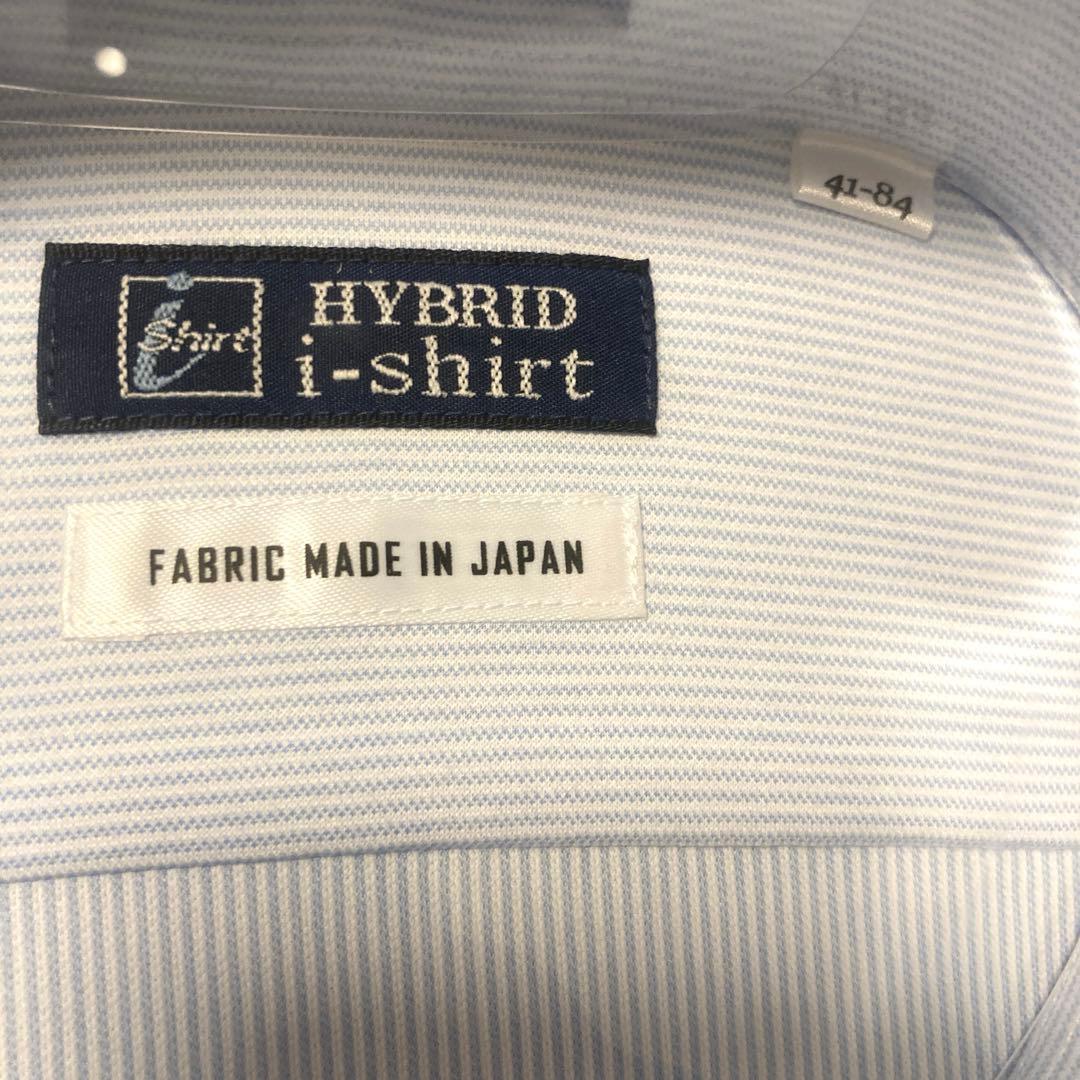 41-84
i
Shirt
HYBRID
i-shirt
FABRIC MADE IN JAPAN